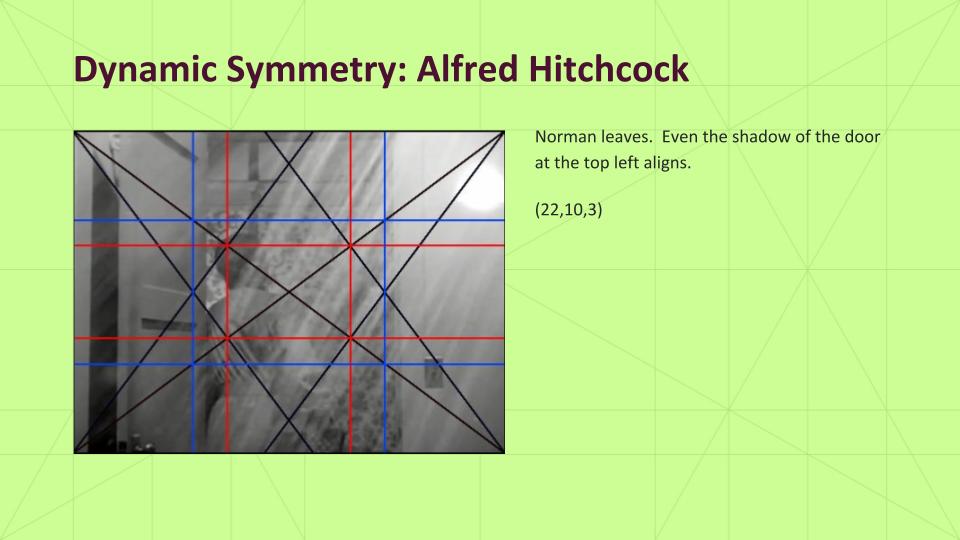 Dynamic Symmetry: Alfred Hitchcock
Norman leaves.  Even the shadow of the door
at the top left aligns.
(22,10,3)